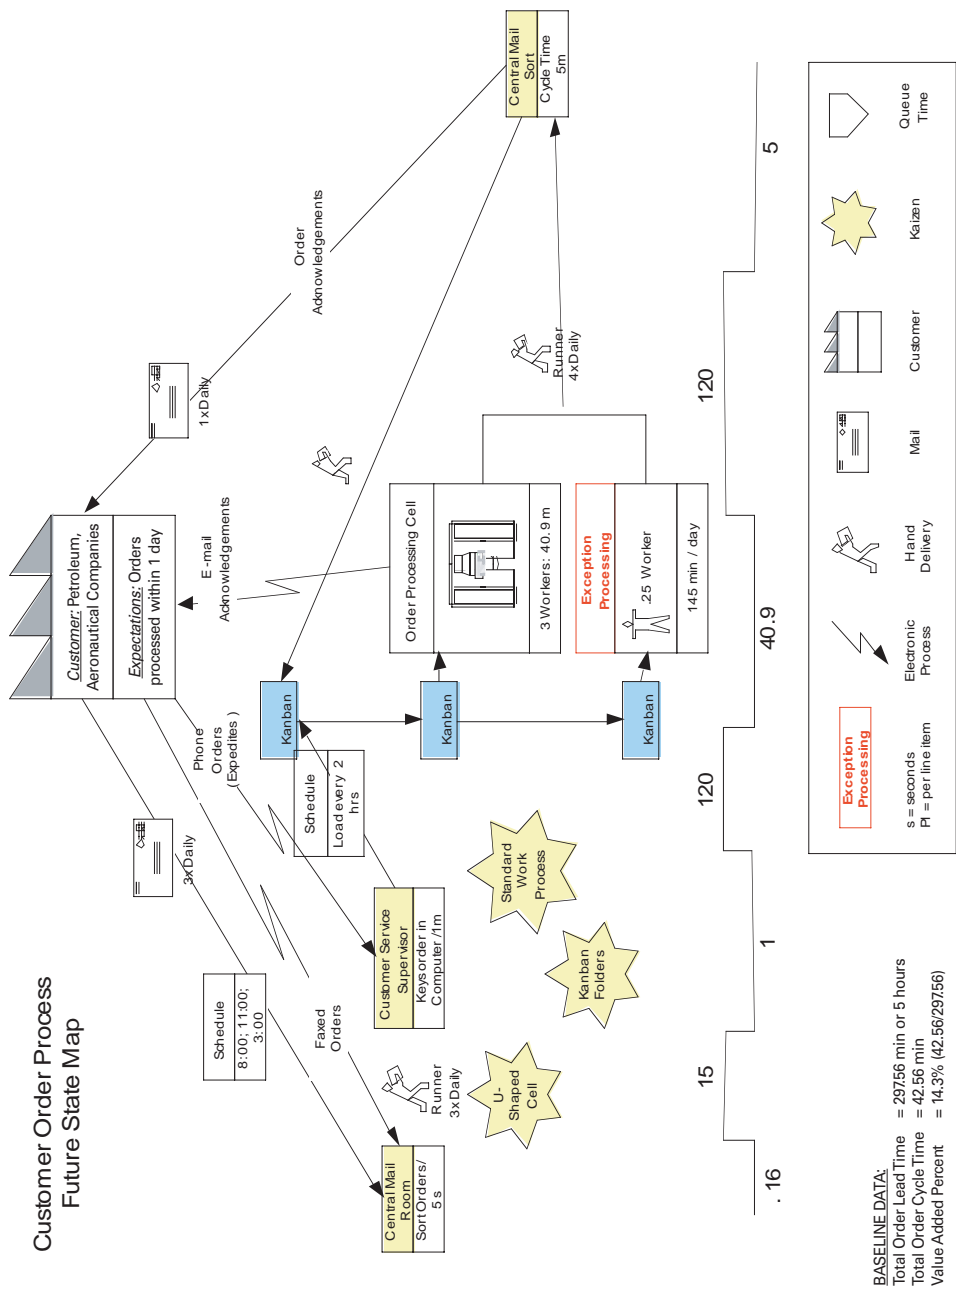 Customer Order Process
Future State Map
Customer: Petroleum,
Aeronautical Companies
Expectations: Orders
processed within 1 day
3xDaily
Schedule
8:00; 11:00;
3:00
Faxed
Orders
Phone
Orders
(Expedites)
E-mail
Acknowledgements
1xDaily
Order
Acknowledgements
Central Mail
Room
Sort Orders/
5 s
Runner
3xDaily
Customer Service
Supervisor
Keys order in
Computer /1m
Schedule
Load every 2
hrs
Kanban
Kanban
Kanban
Order Processing Cell
3 Workers: 40.9 m
Exception
Processing
.25 Worker
145 min / day
Runner
4xDaily
Central Mail
Sort
Cycle Time
5m
U-
Shaped
Cell
Kanban
Folders
Standard
Work
Process
.16
15
1
120
40.9
120
5
BASELINE DATA:
Total Order Lead Time = 297.56 min or 5 hours
Total Order Cycle Time = 42.56 min
Value Added Percent = 14.3% (42.56/297.56)
Exception
Processing
s = seconds
PI = per line item
Electronic
Process
Hand
Delivery
Mail
Customer
Kaizen
Queue
Time